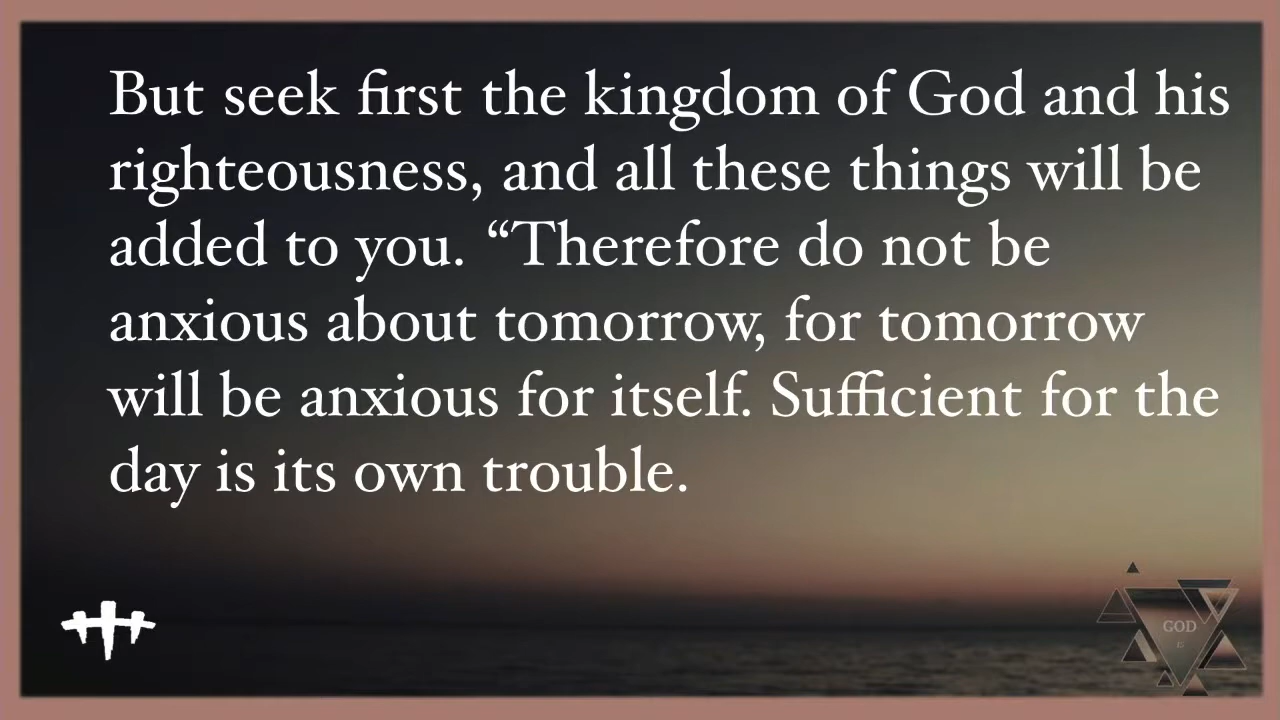 But seek first the kingdom of God and his
righteousness, and all these things will be
added to you. “Therefore do not be
anxious about tomorrow, for tomorrow
will be anxious for itself. Sufficient for the
day is its own trouble.
GOD